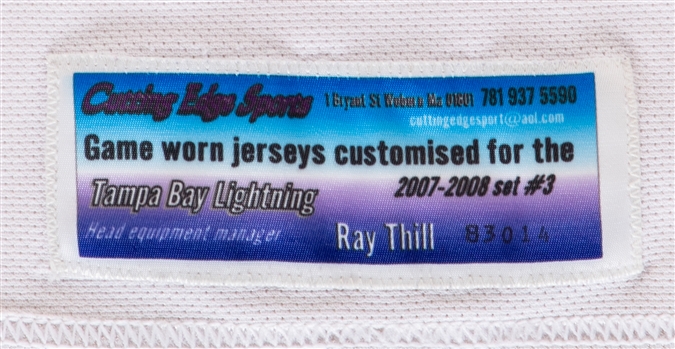 Cutting Edge Sports 1 Bryant St Woburn Ma 01801 781 937 5590
cuttingedgesport@aol.com
Game worn jerseys customised for the
Tampa Bay Lightning 2007-2008 set #3
Head equipment manager Ray Thill 83014